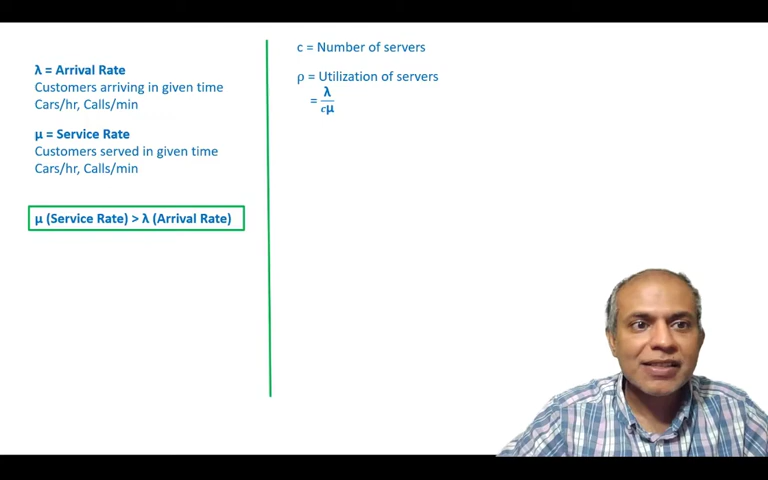 λ = Arrival Rate
Customers arriving in given time
Cars/hr, Calls/min
μ = Service Rate
Customers served in given time
Cars/hr, Calls/min
μ (Service Rate) > λ (Arrival Rate)
c = Number of servers
ρ = Utilization of servers
= λ
cμ